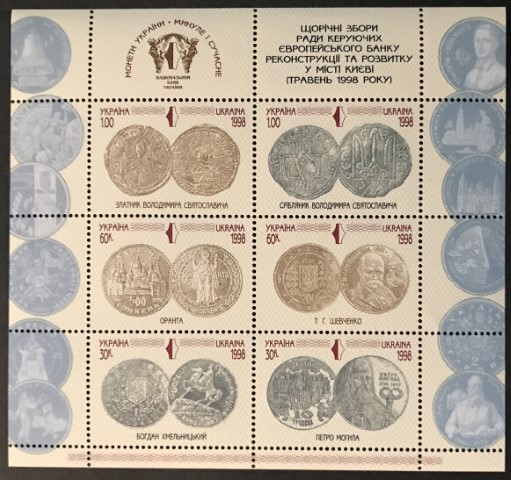 МОНЕТИ УКРАЇНИ • МИНУЛЕ І СУЧАСНЕ
НАЦІОНАЛЬНИЙ
БАНК
УКРАЇНИ
ЩОРІЧНІ ЗБОРИ
РАДИ КЕРУЮЧИХ
ЄВРОПЕЙСЬКОГО БАНКУ
РЕКОНСТРУКЦІЇ ТА РОЗВИТКУ
У МІСТІ КИЄВІ
(ТРАВЕНЬ 1998 РОКУ)
УКРАЇНА UKRAINA
1.00 1998
ЗЛАТНИК ВОЛОДИМИРА СВЯТОСЛАВИЧА
УКРАЇНА UKRAINA
1.00 1998
СРІБЛЯНИК ВОЛОДИМИРА СВЯТОСЛАВИЧА
УКРАЇНА UKRAINA
60К 1998
500
ОРАНТА
УКРАЇНА UKRAINA
60К 1998
Т. Г. ШЕВЧЕНКО
УКРАЇНА UKRAINA
30К 1998
БОГДАН ХМЕЛЬНИЦЬКИЙ
УКРАЇНА UKRAINA
30К 1998
10
ПЕТРО МОГИЛА